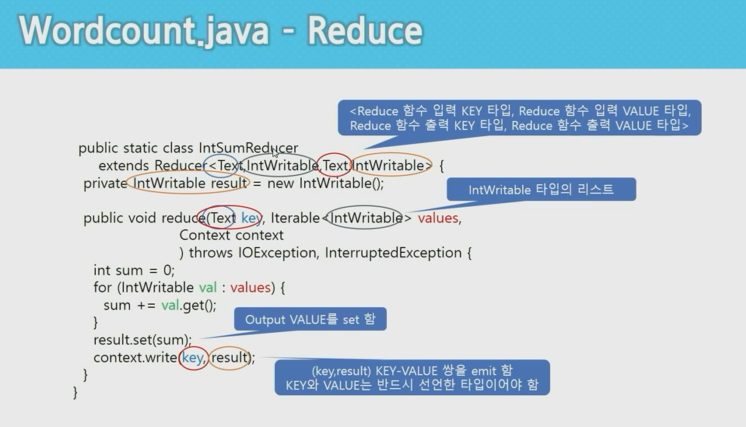 Wordcount.java - Reduce
<Reduce 함수 입력 KEY 타입, Reduce 함수 입력 VALUE 타입,
Reduce 함수 출력 KEY 타입, Reduce 함수 출력 VALUE 타입>
public static class IntSumReducer
extends Reducer<Text,IntWritable,Text,IntWritable> {
private IntWritable result = new IntWritable();
IntWritable 타입의 리스트
public void reduce(Text key, Iterable<IntWritable> values,
Context context
) throws IOException, InterruptedException {
int sum = 0;
for (IntWritable val : values) {
sum += val.get();
}
Output VALUE를 set 함
result.set(sum);
context.write(key, result);
(key,result) KEY-VALUE 쌍을 emit 함
KEY와 VALUE는 반드시 선언한 타입이어야 함
}
}